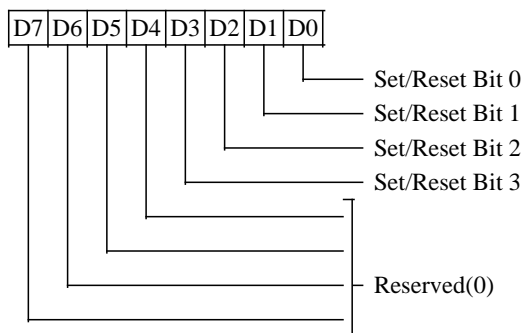 D7 D6 D5 D4 D3 D2 D1 D0
Set/Reset Bit 0
Set/Reset Bit 1
Set/Reset Bit 2
Set/Reset Bit 3
Reserved(0)